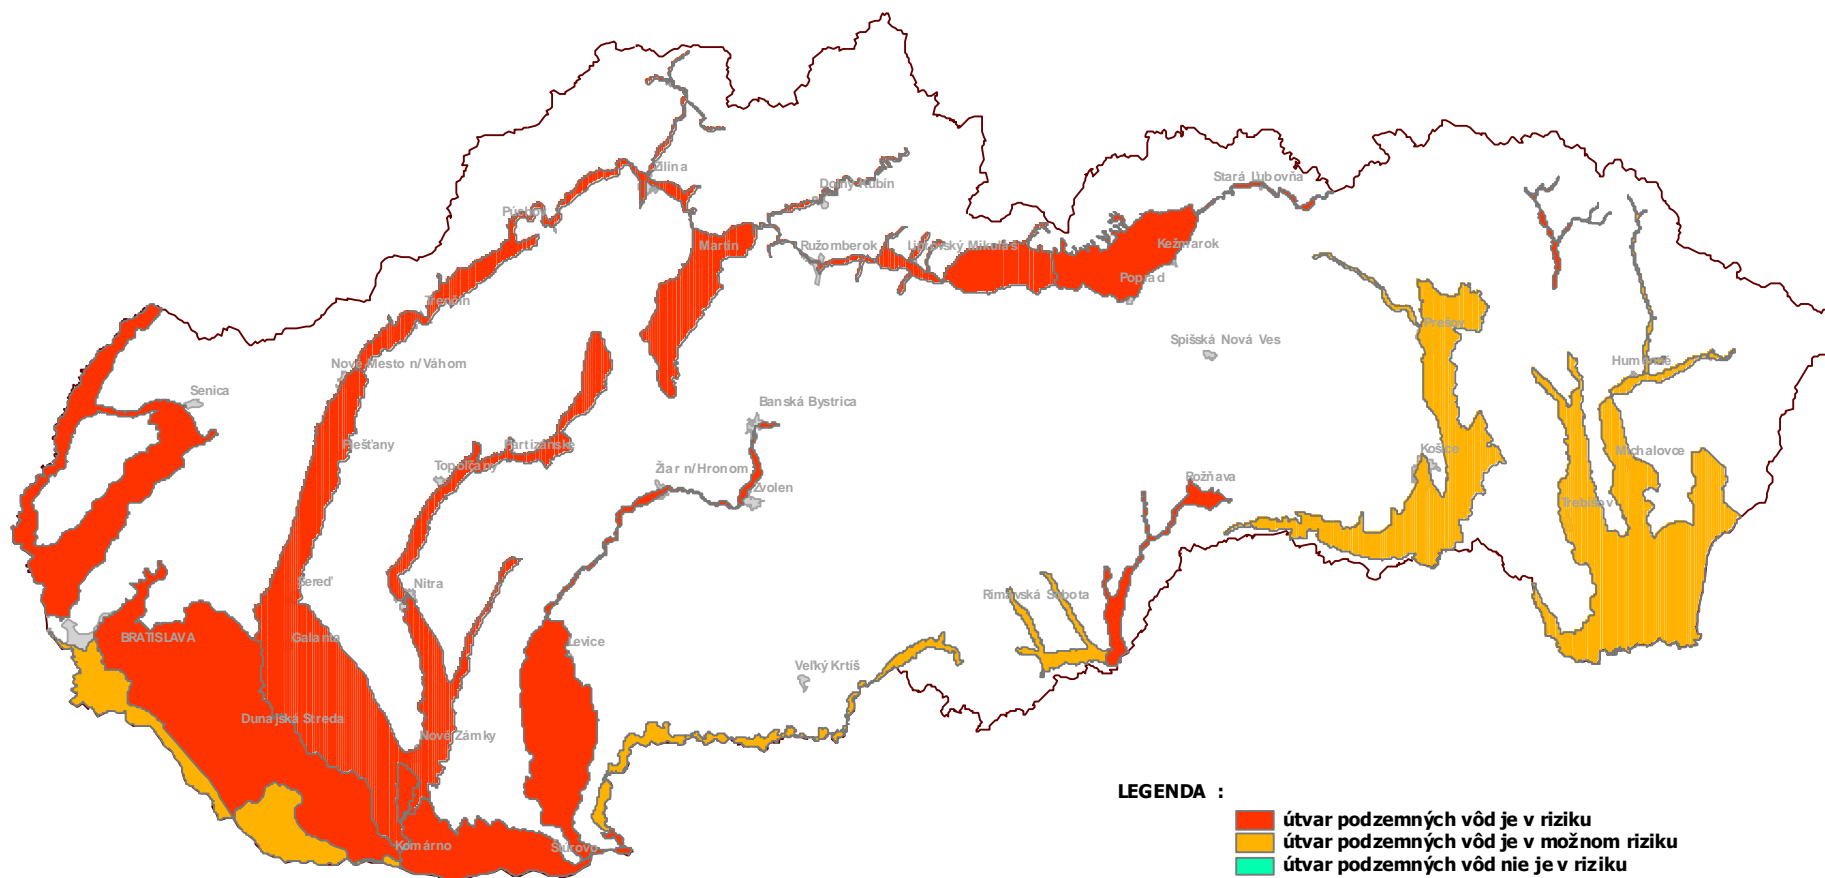 Žilina
Dolný Kubín
Stará Ľubovňa
Púchov
Martin
Ružomberok
Liptovský Mikuláš
Kežmarok
Poprad
Trenčín
Prešov
Spišská Nová Ves
Nové Mesto n/Váhom
Humenné
Senica
Banská Bystrica
Piešťany
Partizánske
Topoľčany
Žiar n/Hronom
Zvolen
Košice
Michalovce
Rožňava
Trebišov
Sereď
Nitra
Rimavská Sobota
BRATISLAVA
Galanta
Levice
Veľký Krtíš
Dunajská Streda
Nové Zámky
Komárno
Štúrovo
LEGENDA :
útvar podzemných vôd je v riziku
útvar podzemných vôd je v možnom riziku
útvar podzemných vôd nie je v riziku